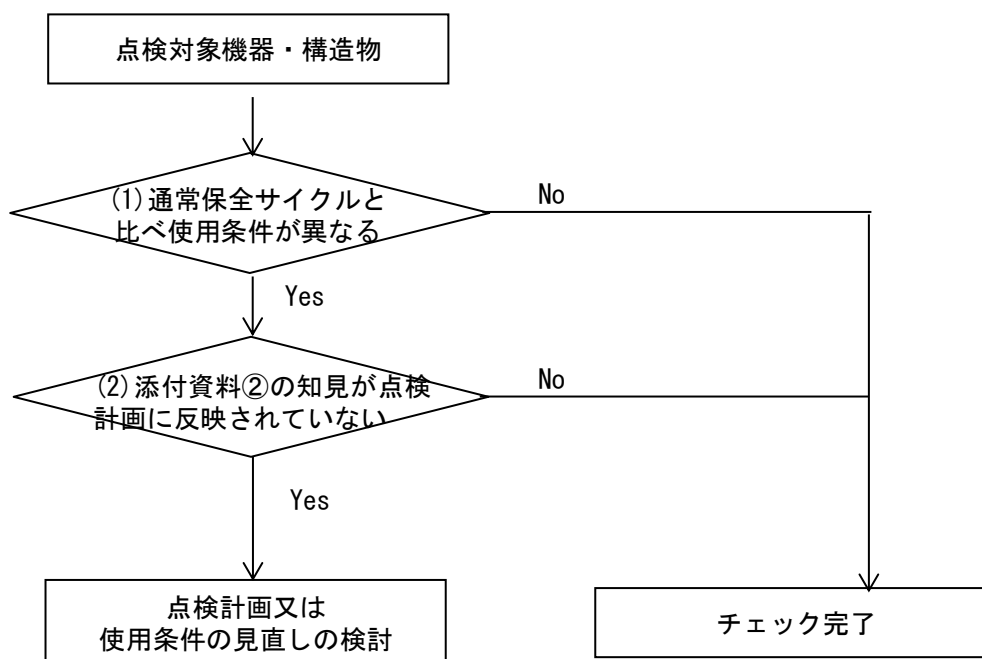 点検対象機器・構造物
(1)通常保全サイクルと
比べ使用条件が異なる
No
Yes
(2)添付資料②の知見が点検
計画に反映されていない
No
Yes
点検計画又は
使用条件の見直しの検討
チェック完了